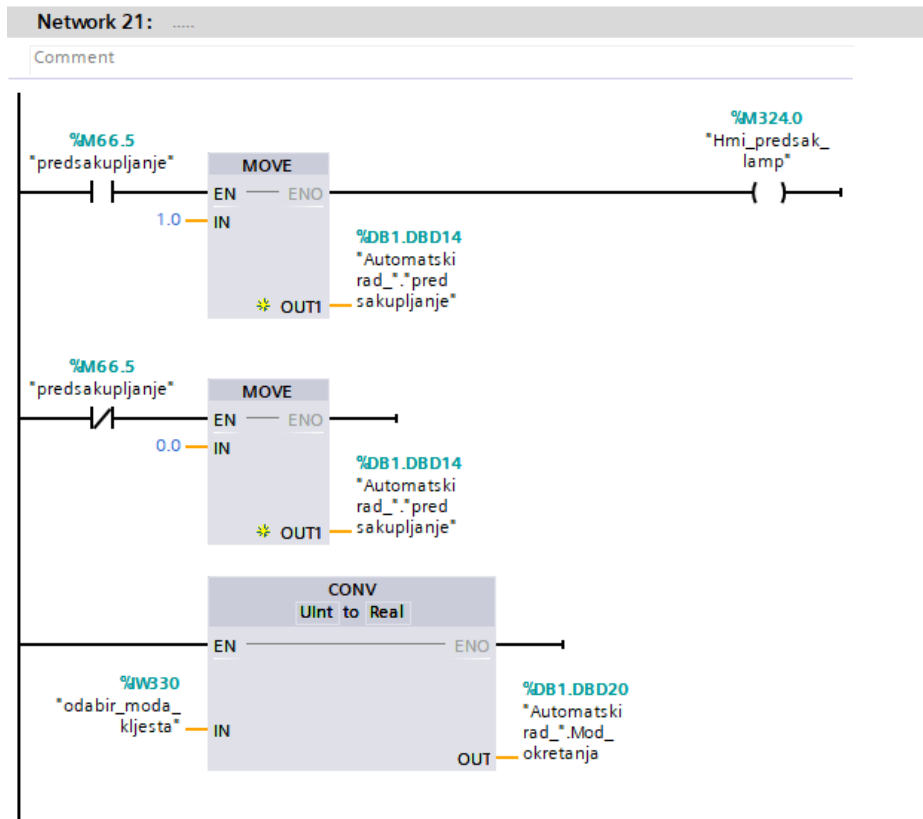 Network 21: .....
Comment
%M66.5
"predsakupljanje"
MOVE
EN ENO
1.0 IN
OUT1
%DB1.DBD14
"Automatski
rad_"."pred
sakupljanje"
%M324.0
"Hmi_predsak_
lamp"
%M66.5
"predsakupljanje"
MOVE
EN ENO
0.0 IN
OUT1
%DB1.DBD14
"Automatski
rad_"."pred
sakupljanje"
CONV
UInt to Real
EN ENO
%IW330
"odabir_moda_
kljesta"
IN
OUT
%DB1.DBD20
"Automatski
rad_".Mod_
okretanja